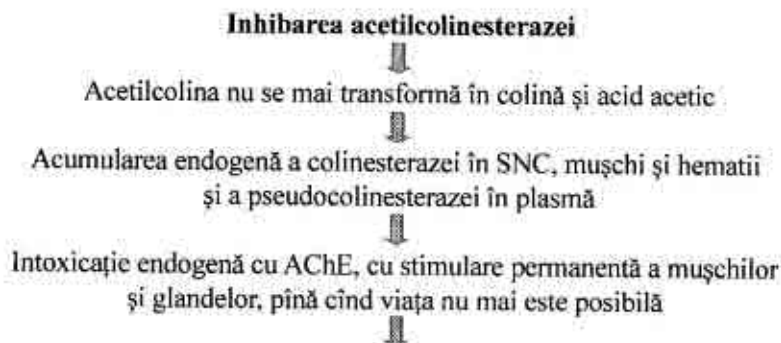 Inhibarea acetilcolinesterazei
Acetilcolina nu se mai transformă în colină și acid acetic
Acumularea endogenă a colinesterazei în SNC, mușchi și hematii
și a pseudocolinesterazei în plasmă
Intoxicație endogenă cu AChE, cu stimulare permanentă a mușchilor
și glandelor, pînă cînd viața nu mai este posibilă